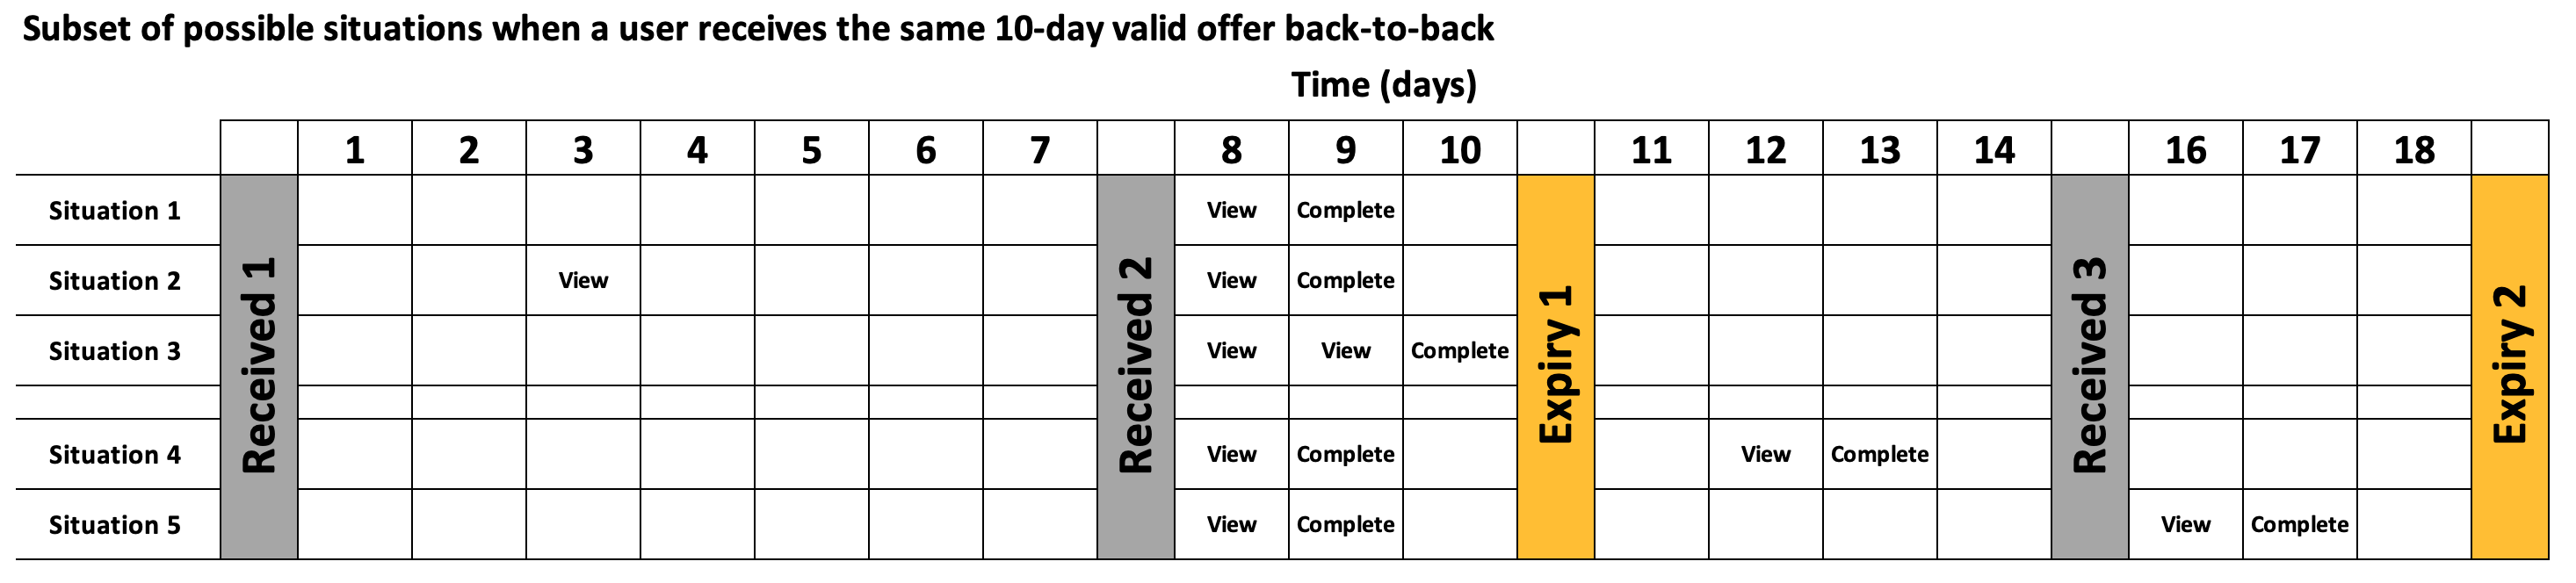 Subset of possible situations when a user receives the same 10-day valid offer back-to-back
Time (days)
1 2 3 4 5 6 7 8 9 10 11 12 13 14 16 17 18
Received 1
Received 2
Expiry 1
Received 3
Expiry 2
Situation 1 View Complete
Situation 2 View View Complete
Situation 3 View View Complete
Situation 4 View Complete View Complete
Situation 5 View Complete View Complete